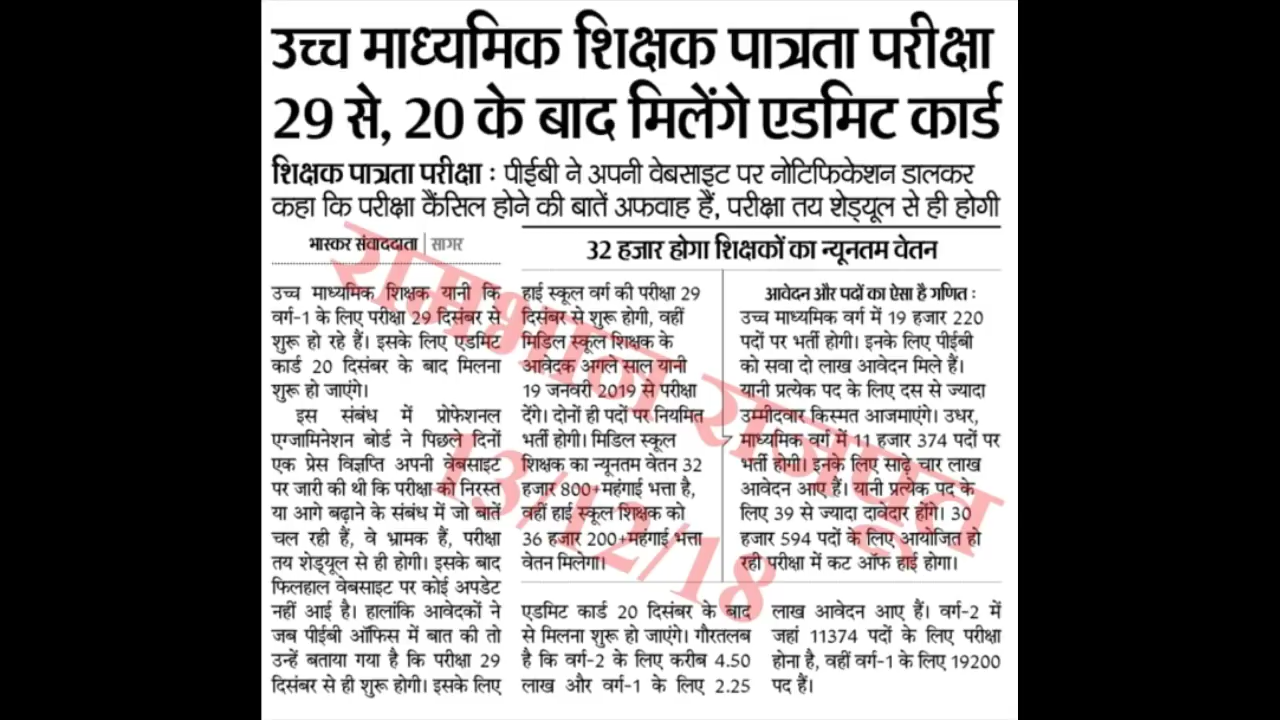 उच्च माध्यमिक शिक्षक पात्रता परीक्षा
29 से, 20 के बाद मिलेंगे एडमिट कार्ड
शिक्षक पात्रता परीक्षा : पीईबी ने अपनी वेबसाइट पर नोटिफिकेशन डालकर
कहा कि परीक्षा कैंसिल होने की बातें अफवाह हैं, परीक्षा तय शेड्यूल से ही होगी
भास्कर संवाददाता | सागर
उच्च माध्यमिक शिक्षक यानी कि
वर्ग-1 के लिए परीक्षा 29 दिसंबर से
शुरू हो रहे हैं। इसके लिए एडमिट
कार्ड 20 दिसंबर के बाद मिलना
शुरू हो जाएंगे।
इस संबंध में प्रोफेशनल
एग्जामिनेशन बोर्ड ने पिछले दिनों
एक प्रेस विज्ञप्ति अपनी वेबसाइट
पर जारी की थी कि परीक्षा को निरस्त
या आगे बढ़ाने के संबंध में जो बातें
चल रही हैं, वे भ्रामक हैं, परीक्षा
तय शेड्यूल से ही होगी। इसके बाद
फिलहाल वेबसाइट पर कोई अपडेट
नहीं आई है। हालांकि आवेदकों ने
जब पीईबी ऑफिस में बात की तो
उन्हें बताया गया है कि परीक्षा 29
दिसंबर से ही शुरू होगी। इसके लिए
32 हजार होगा शिक्षकों का न्यूनतम वेतन
हाई स्कूल वर्ग की परीक्षा 29
दिसंबर से शुरू होगी, वहीं
मिडिल स्कूल शिक्षक के
आवेदक अगले साल यानी
19 जनवरी 2019 से परीक्षा
देंगे। दोनों ही पदों पर नियमित
भर्ती होगी। मिडिल स्कूल
शिक्षक का न्यूनतम वेतन 32
हजार 800+महंगाई भत्ता है,
वहीं हाई स्कूल शिक्षक को
36 हजार 200+महंगाई भत्ता
वेतन मिलेगा।
आवेदन और पदों का ऐसा है गणित :
उच्च माध्यमिक वर्ग में 19 हजार 220
पदों पर भर्ती होगी। इनके लिए पीईबी
को सवा दो लाख आवेदन मिले हैं।
यानी प्रत्येक पद के लिए दस से ज्यादा
उम्मीदवार किस्मत आजमाएंगे। उधर,
माध्यमिक वर्ग में 11 हजार 374 पदों पर
भर्ती होगी। इनके लिए साढ़े चार लाख
आवेदन आए हैं। यानी प्रत्येक पद के
लिए 39 से ज्यादा दावेदार होंगे। 30
हजार 594 पदों के लिए आयोजित हो
रही परीक्षा में कट ऑफ हाई होगा।
एडमिट कार्ड 20 दिसंबर के बाद
से मिलना शुरू हो जाएंगे। गौरतलब
है कि वर्ग-2 के लिए करीब 4.50
लाख और वर्ग-1 के लिए 2.25
लाख आवेदन आए हैं। वर्ग-2 में
जहां 11374 पदों के लिए परीक्षा
होना है, वहीं वर्ग-1 के लिए 19200
पद हैं।
रामभान राजपूत
13/12/18